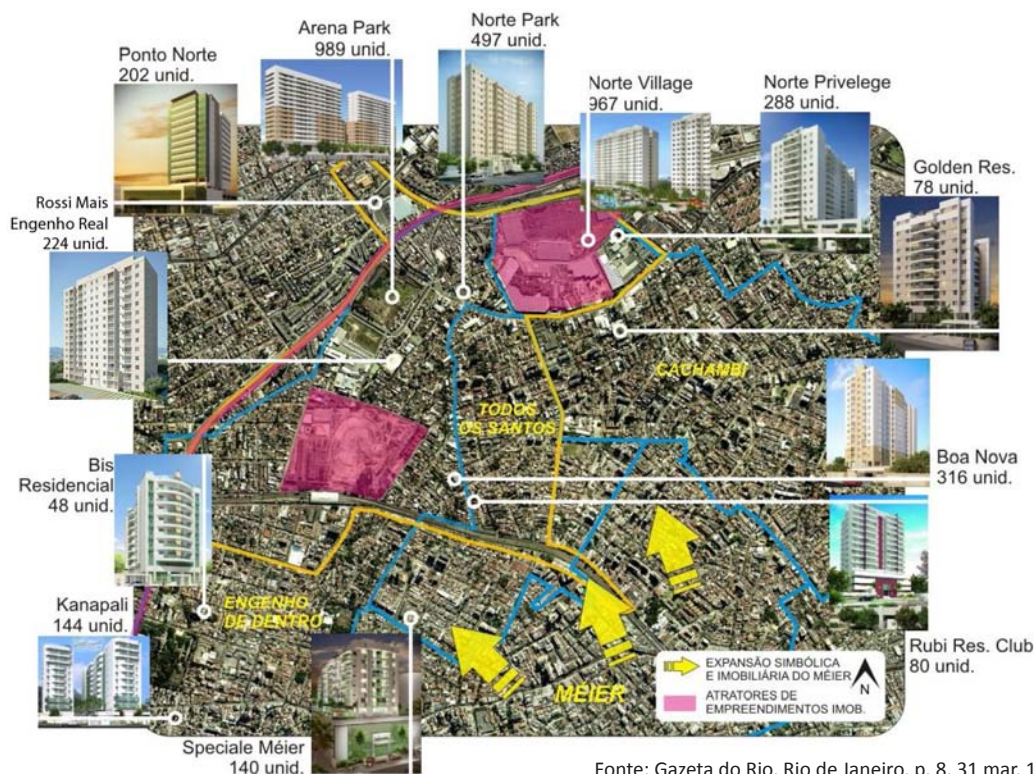 Arena Park
989 unid.
Norte Park
497 unid.
Ponto Norte
202 unid.
Norte Village
967 unid.
Norte Privelege
288 unid.
Golden Res.
78 unid.
Rossi Mais
Engenho Real
224 unid.
CACHAMBI
TODOS
OS SANTOS
Bis
Residencial
48 unid.
Boa Nova
316 unid.
Kanapali
144 unid.
ENGENHO
DE DENTRO
Rubi Res. Club
80 unid.
MÉIER
EXPANSÃO SIMBÓLICA
E IMOBILIÁRIA DO MÉIER
N
ATRATORES DE
EMPREENDIMENTOS IMOB.
Speciale Méier
140 unid.
Fonte: Gazeta do Rio. Rio de Janeiro, p. 8, 31 mar. 1